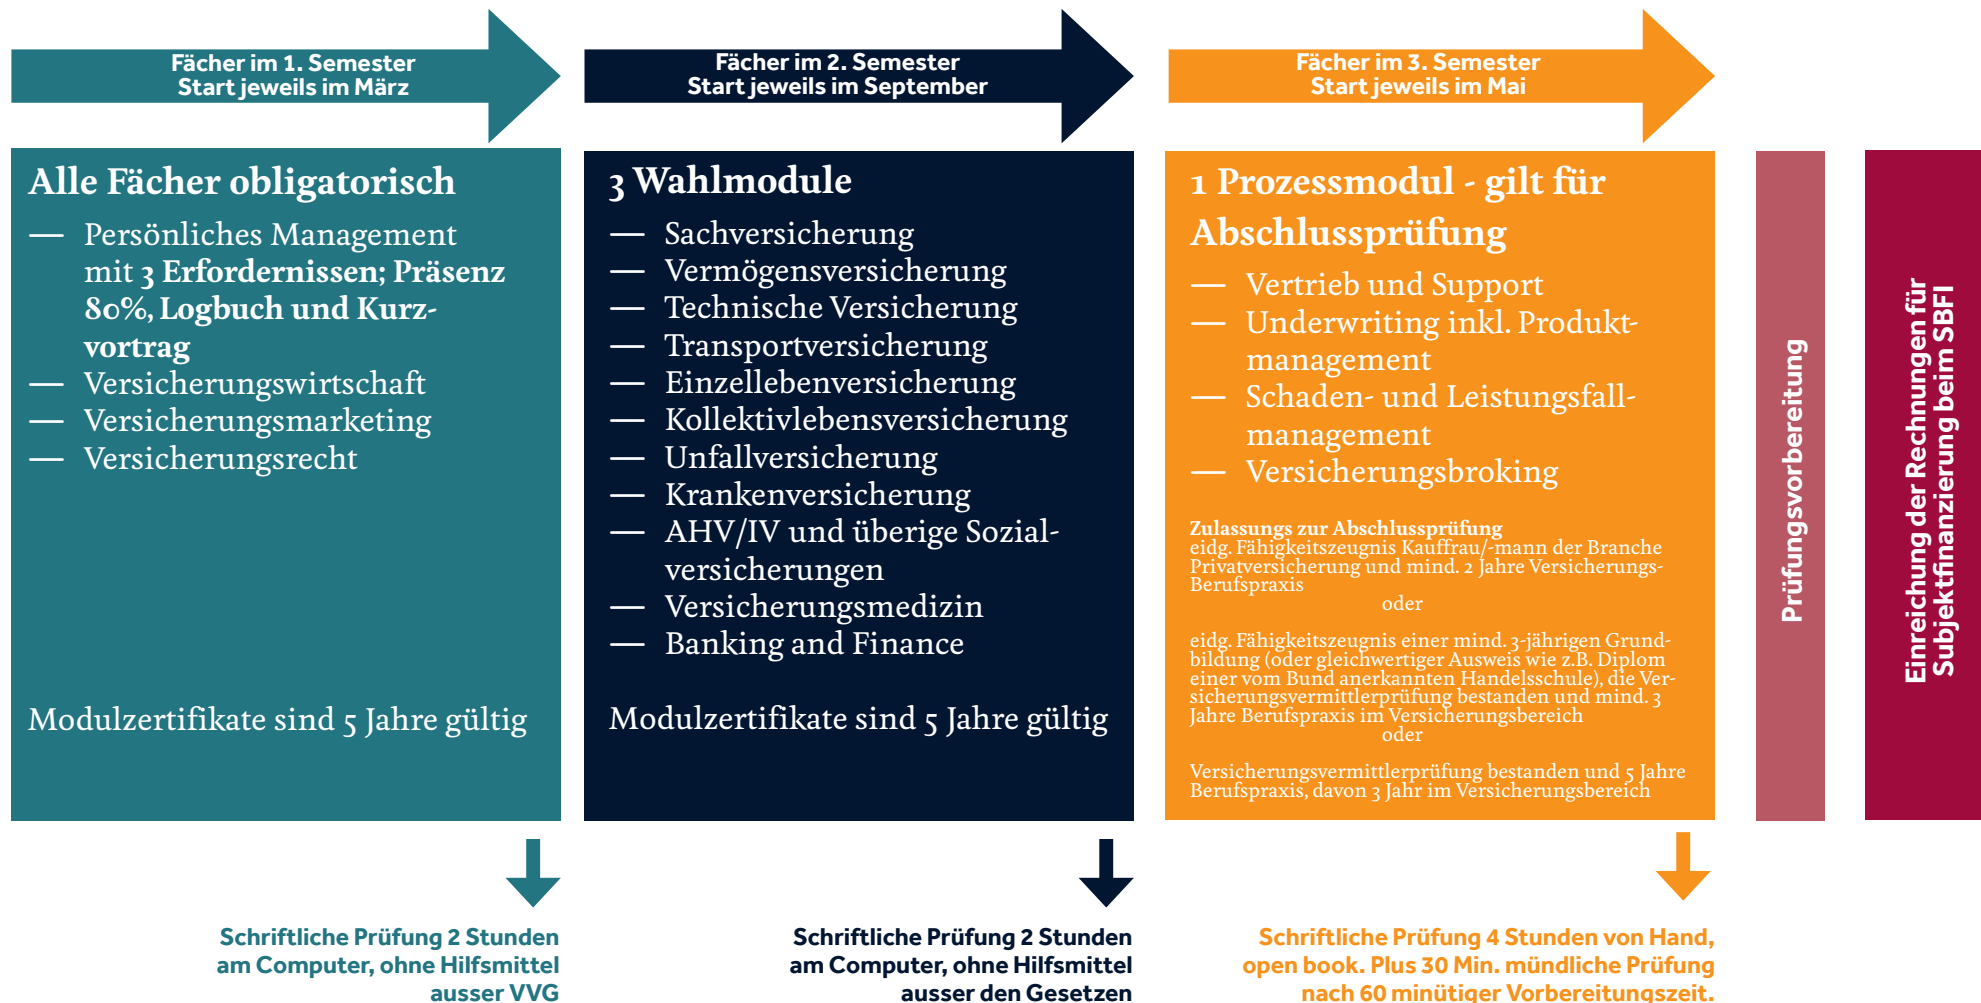 Fächer im 1. Semester
Start jeweils im März
Alle Fächer obligatorisch
— Persönliches Management
mit 3 Erfordernissen; Präsenz
80%, Logbuch und Kurz-
vortrag
— Versicherungswirtschaft
— Versicherungsmarketing
— Versicherungsrecht
Modulzertifikate sind 5 Jahre gültig
Schriftliche Prüfung 2 Stunden
am Computer, ohne Hilfsmittel
ausser VVG
Fächer im 2. Semester
Start jeweils im September
3 Wahlmodule
— Sachversicherung
— Vermögensversicherung
— Technische Versicherung
— Transportversicherung
— Einzellebenversicherung
— Kollektivlebensversicherung
— Unfallversicherung
— Krankenversicherung
— AHV/IV und überige Sozial-
versicherungen
— Versicherungsmedizin
— Banking and Finance
Modulzertifikate sind 5 Jahre gültig
Schriftliche Prüfung 2 Stunden
am Computer, ohne Hilfsmittel
ausser den Gesetzen
Fächer im 3. Semester
Start jeweils im Mai
1 Prozessmodul - gilt für
Abschlussprüfung
— Vertrieb und Support
— Underwriting inkl. Produkt-
management
— Schaden- und Leistungsfall-
management
— Versicherungsbroking
Zulassungs zur Abschlussprüfung
eidg. Fähigkeitszeugnis Kauffrau/-mann der Branche
Privatversicherung und mind. 2 Jahre Versicherungs-
Berufspraxis
oder
eidg. Fähigkeitszeugnis einer mind. 3-jährigen Grund-
bildung (oder gleichwertiger Ausweis wie z.B. Diplom
einer vom Bund anerkannten Handelsschule), die Ver-
sicherungsvermittlerprüfung bestanden und mind. 3
Jahre Berufspraxis im Versicherungsbereich
oder
Versicherungsvermittlerprüfung bestanden und 5 Jahre
Berufspraxis, davon 3 Jahr im Versicherungsbereich
Schriftliche Prüfung 4 Stunden von Hand,
open book. Plus 30 Min. mündliche Prüfung
nach 60 minütiger Vorbereitungszeit.
Prüfungsvorbereitung
Einreichung der Rechnungen für
Subjektfinanzierung beim SBFI